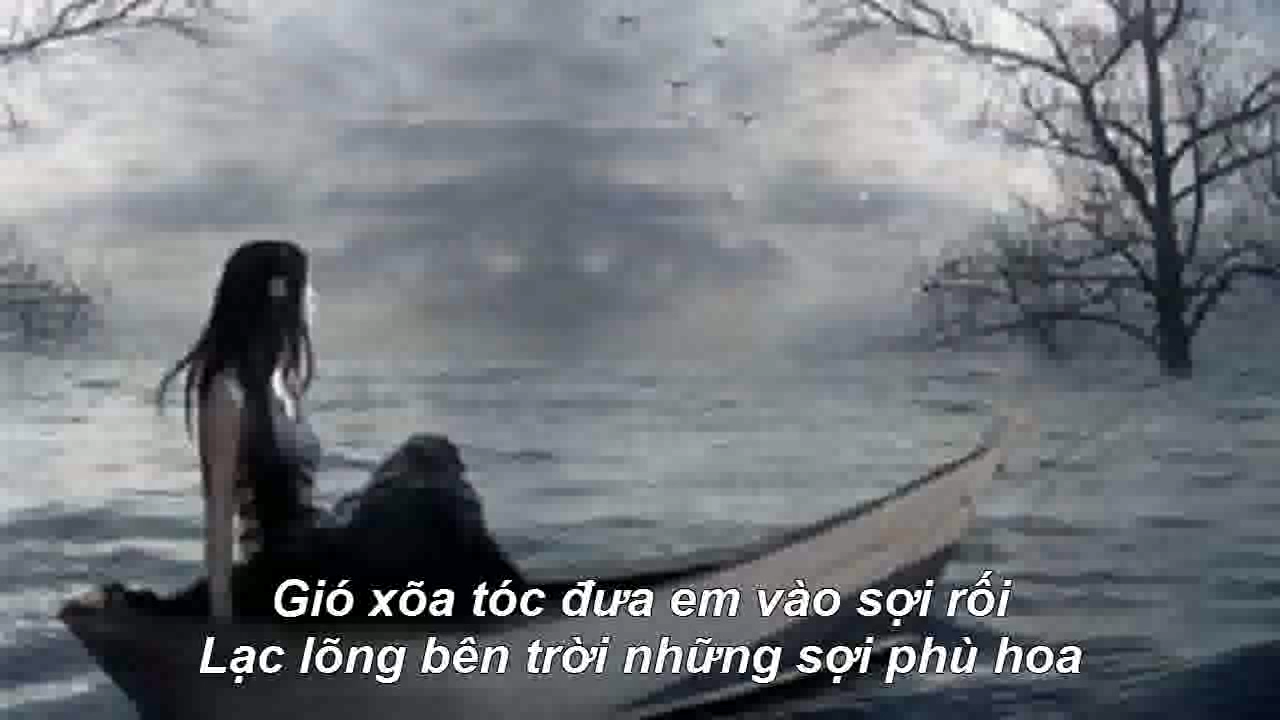 Gió xõa tóc đưa em vào sợi rối
Lạc lõng bên trời những sợi phù hoa